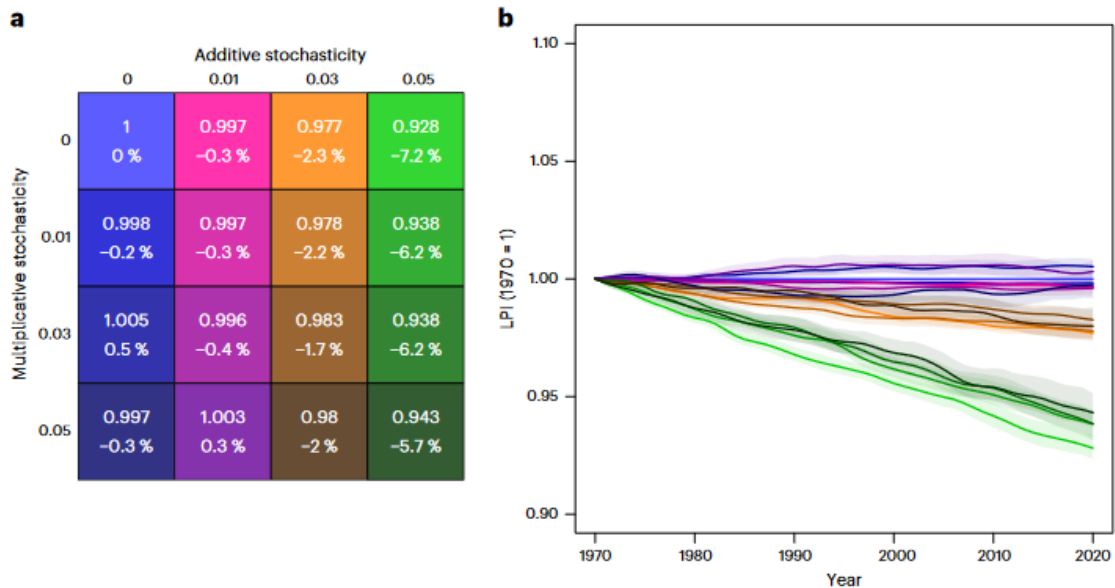 a
Additive stochasticity
0 0.01 0.03 0.05
Multiplicative stochasticity
0
1 0.997 0.977 0.928
0 % −0.3 % −2.3 % −7.2 %
0.01
0.998 0.997 0.978 0.938
−0.2 % −0.3 % −2.2 % −6.2 %
0.03
1.005 0.996 0.983 0.938
0.5 % −0.4 % −1.7 % −6.2 %
0.05
0.997 1.003 0.98 0.943
−0.3 % 0.3 % −2 % −5.7 %
b
LPI (1970 = 1)
1.10
1.05
1.00
0.95
0.90
1970 1980 1990 2000 2010 2020
Year